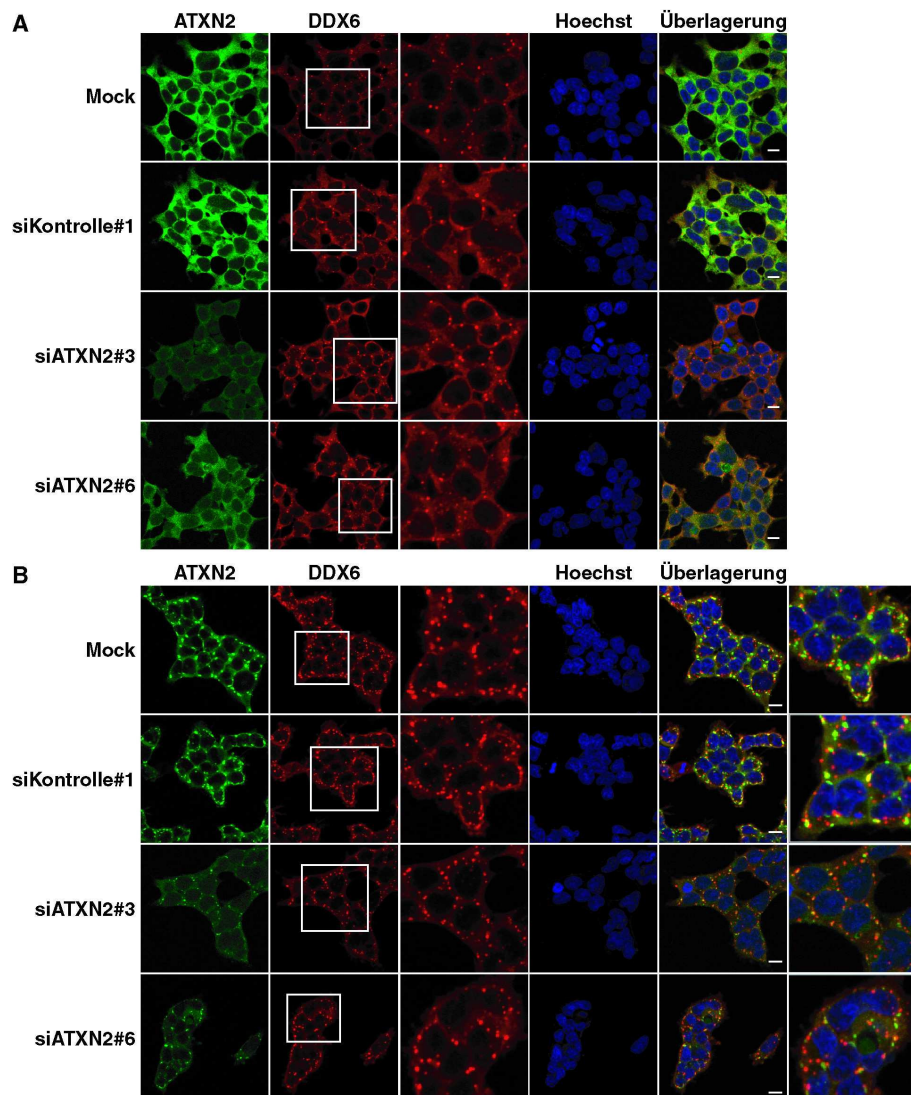 A
ATXN2 DDX6 Hoechst Überlagerung
Mock
siKontrolle#1
siATXN2#3
siATXN2#6
B
ATXN2 DDX6 Hoechst Überlagerung
Mock
siKontrolle#1
siATXN2#3
siATXN2#6